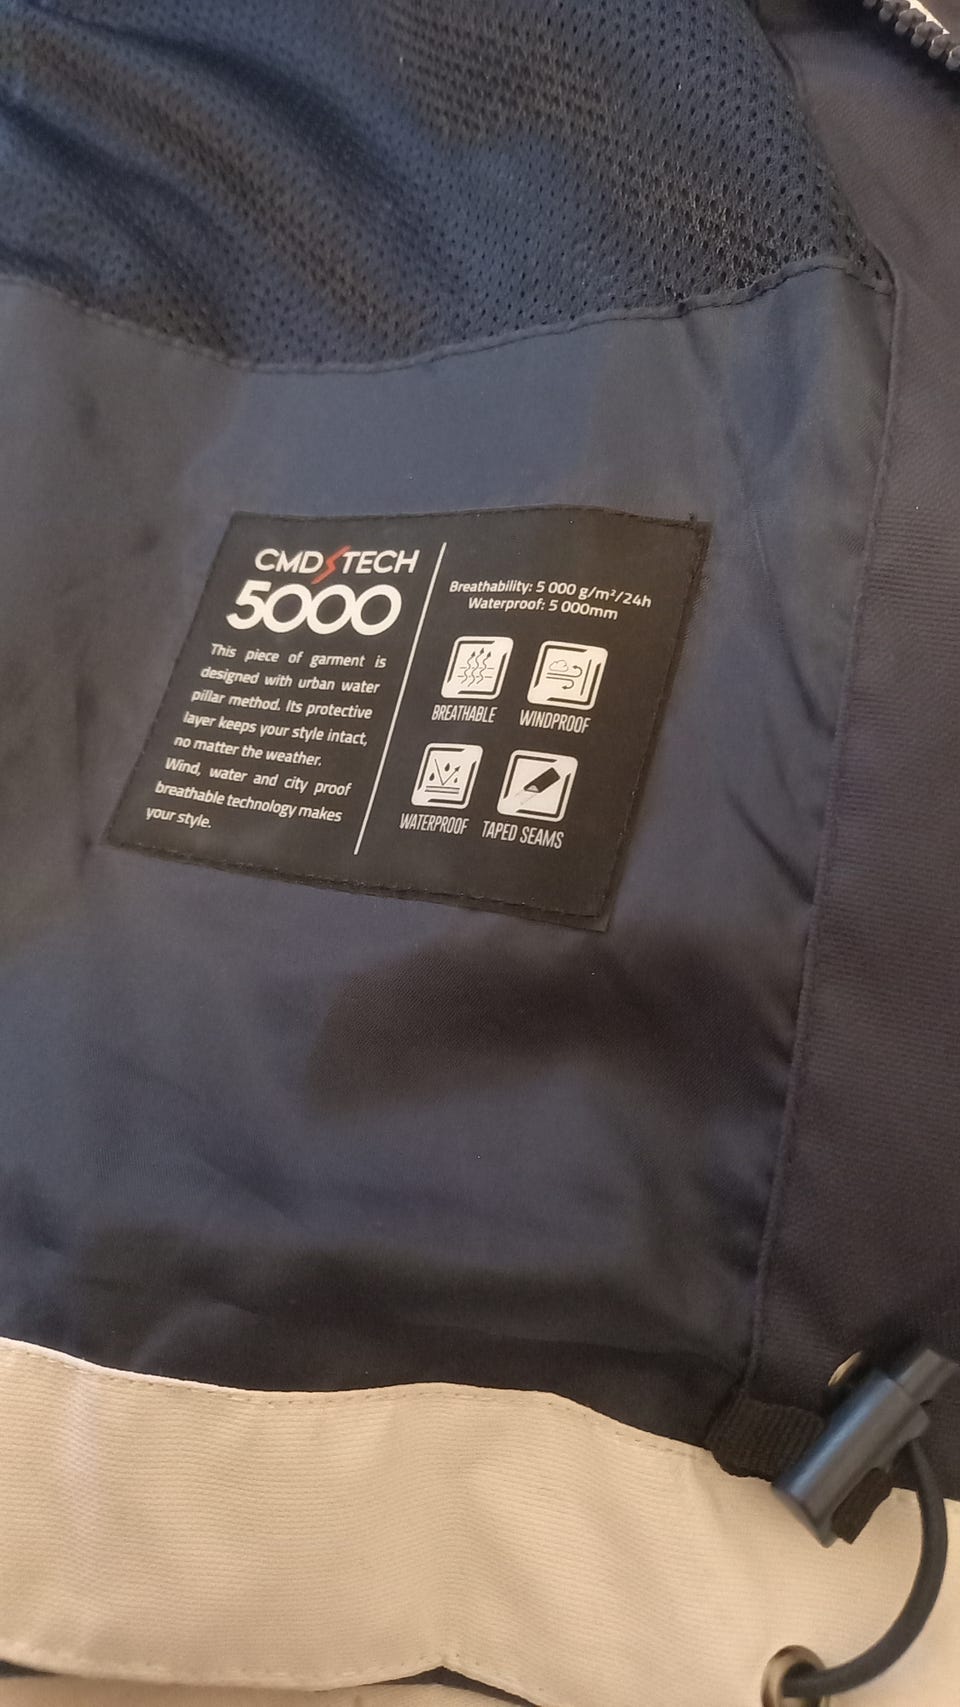 CMD TECH
5000
This piece of garment is
designed with urban water
pillar method. Its protective
layer keeps your style intact,
no matter the weather.
Wind, water and city proof
breathable technology makes
your style.
Breathability: 5 000 g/m²/24h
Waterproof: 5 000mm
BREATHABLE
WINDPROOF
WATERPROOF
TAPED SEAMS